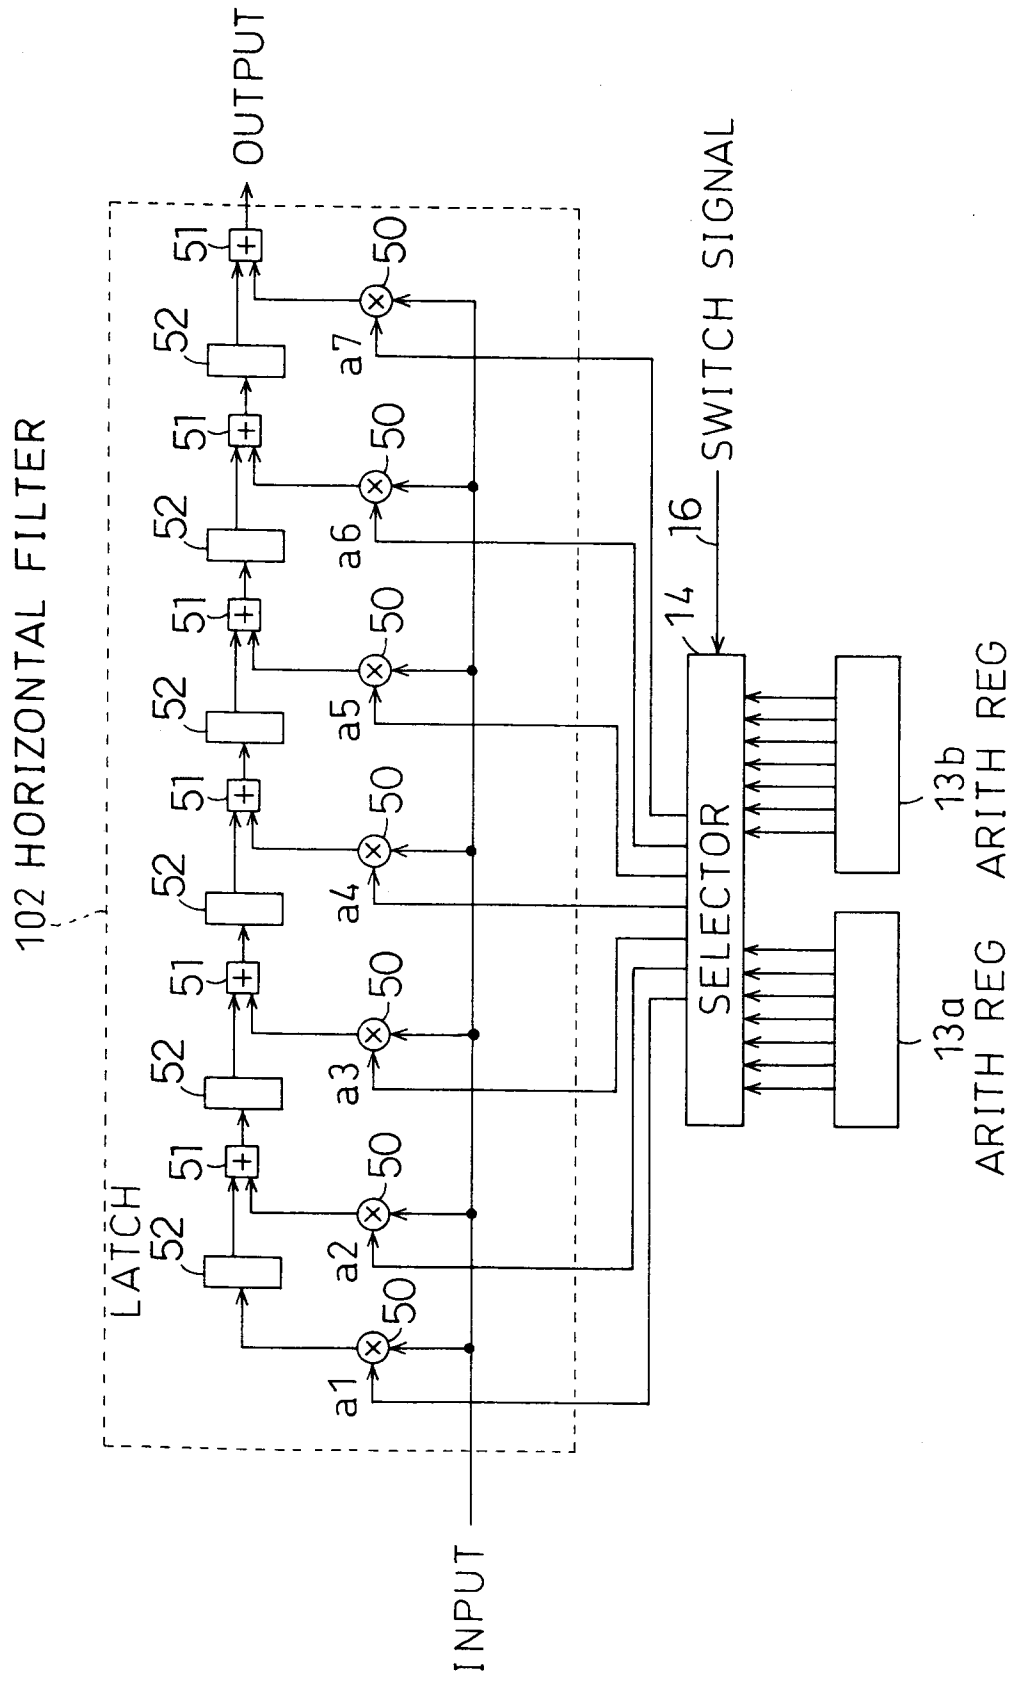 102 HORIZONTAL FILTER
LATCH
52
52
52
52
52
52
51
51
51
51
51
51
OUTPUT
a1
a2
a3
a4
a5
a6
a7
50
50
50
50
50
50
50
INPUT
14
16
SELECTOR
SWITCH SIGNAL
13a
13b
ARITH REG
ARITH REG